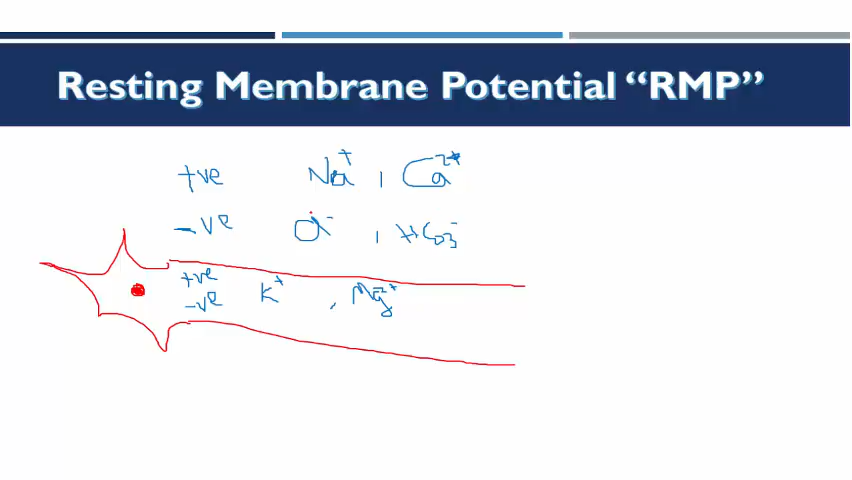 Resting Membrane Potential “RMP”
+ve Na⁺ , Ca²⁺
-ve Cl⁻ , HCO₃⁻
+ve K⁺ , Mg²⁺
-ve